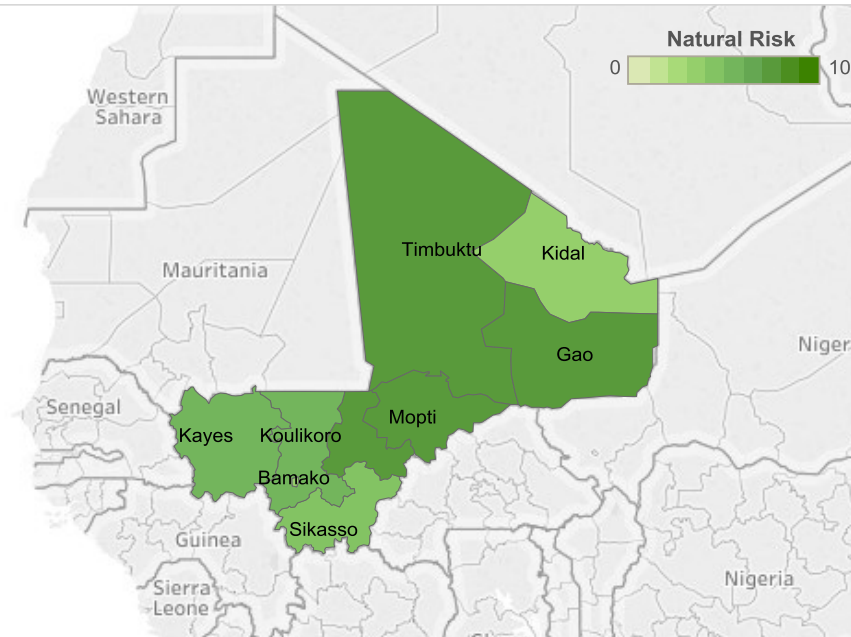 Natural Risk
0
10
Western
Sahara
Timbuktu
Kidal
Mauritania
Niger
Gao
Senegal
Mopti
Kayes
Koulikoro
Bamako
Sikasso
Guinea
Nigeria
Sierra
Leone